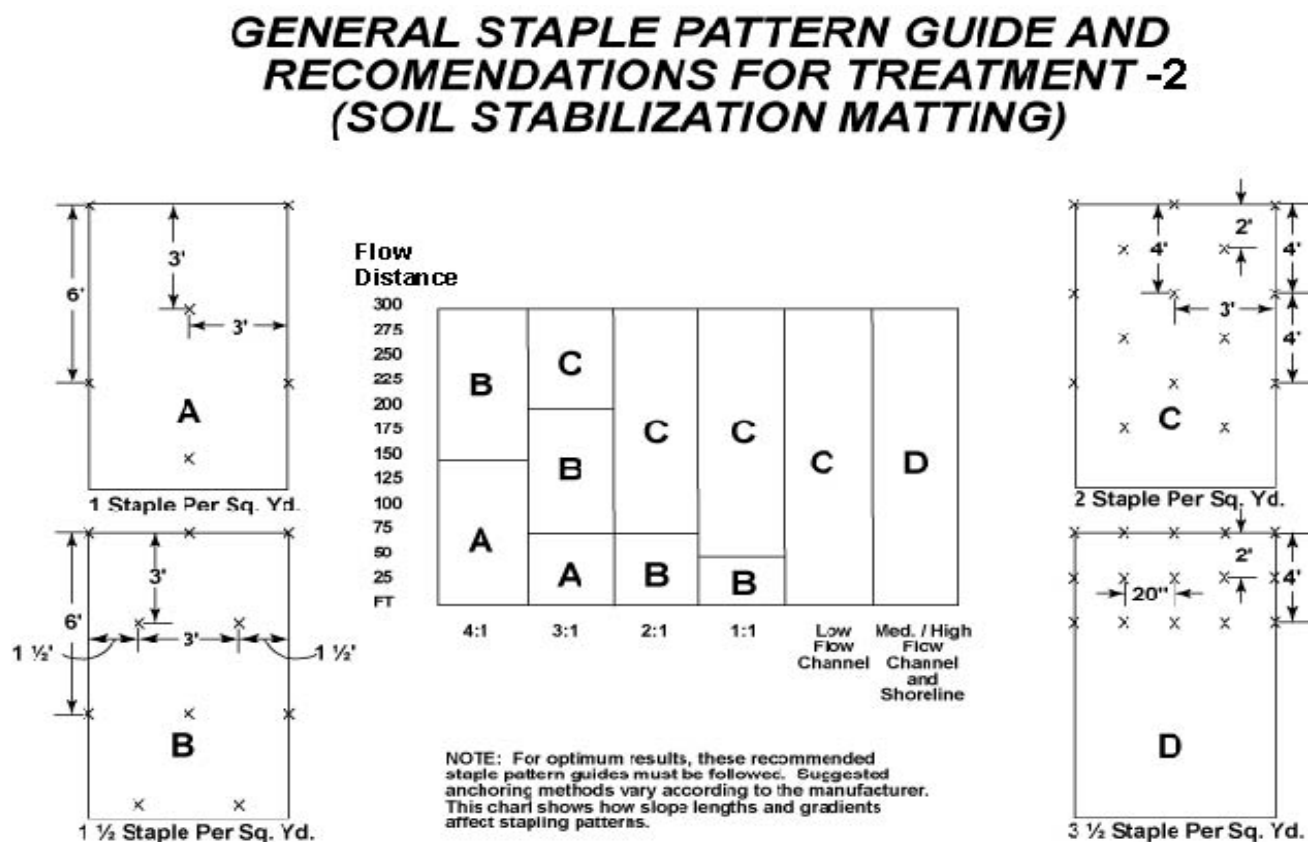 GENERAL STAPLE PATTERN GUIDE AND
RECOMENDATIONS FOR TREATMENT -2
(SOIL STABILIZATION MATTING)
6'
3'
3'
A
1 Staple Per Sq. Yd.
6'
3'
1 ½'
3'
1 ½'
B
1 ½ Staple Per Sq. Yd.
Flow
Distance
300
275
250
225
200
175
150
125
100
75
50
25
FT
B
A
C
B
A
C
B
C
B
C
D
4:1
3:1
2:1
1:1
Low
Flow
Channel
Med. / High
Flow
Channel
and
Shoreline
NOTE: For optimum results, these recommended
staple pattern guides must be followed. Suggested
anchoring methods vary according to the manufacturer.
This chart shows how slope lengths and gradients
affect stapling patterns.
4'
2'
4'
3'
4'
C
2 Staple Per Sq. Yd.
2'
4'
20"
D
3 ½ Staple Per Sq. Yd.